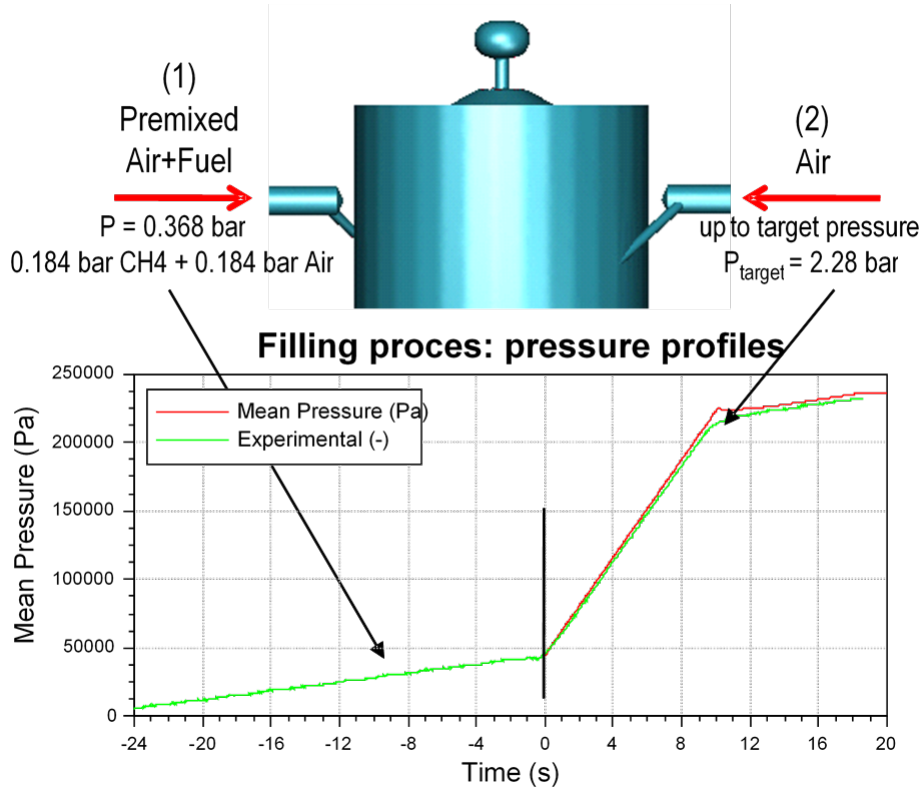 (1)
Premixed
Air+Fuel
P = 0.368 bar
0.184 bar CH4 + 0.184 bar Air
(2)
Air
up to target pressure
Ptarget = 2.28 bar
Filling proces: pressure profiles
Mean Pressure (Pa)
Experimental (-)
Mean Pressure (Pa)
250000
200000
150000
100000
50000
0
-24 -20 -16 -12 -8 -4 0 4 8 12 16 20
Time (s)